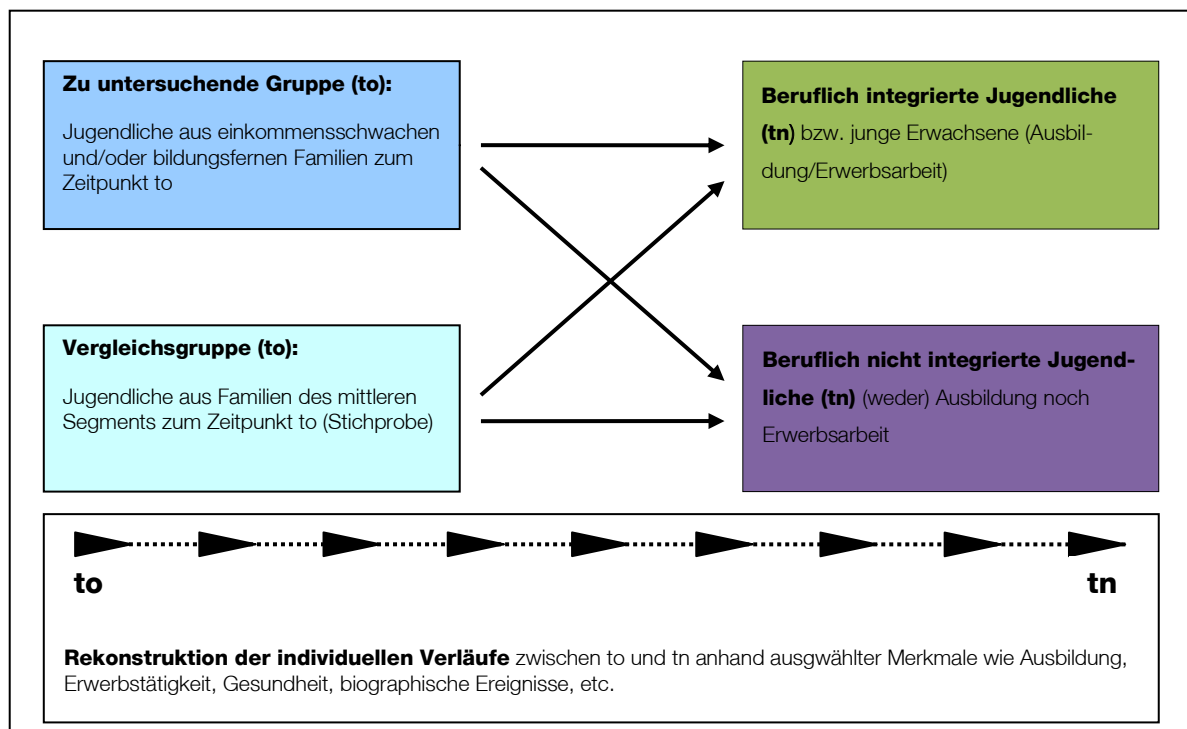 Zu untersuchende Gruppe (to):
Jugendliche aus einkommensschwachen
und/oder bildungsfernen Familien zum
Zeitpunkt to
Beruflich integrierte Jugendliche
(tn) bzw. junge Erwachsene (Ausbil-
dung/Erwerbsarbeit)
Vergleichsgruppe (to):
Jugendliche aus Familien des mittleren
Segments zum Zeitpunkt to (Stichprobe)
Beruflich nicht integrierte Jugend-
liche (tn) (weder) Ausbildung noch
Erwerbsarbeit
to
tn
Rekonstruktion der individuellen Verläufe zwischen to und tn anhand ausgwählter Merkmale wie Ausbildung,
Erwerbstätigkeit, Gesundheit, biographische Ereignisse, etc.